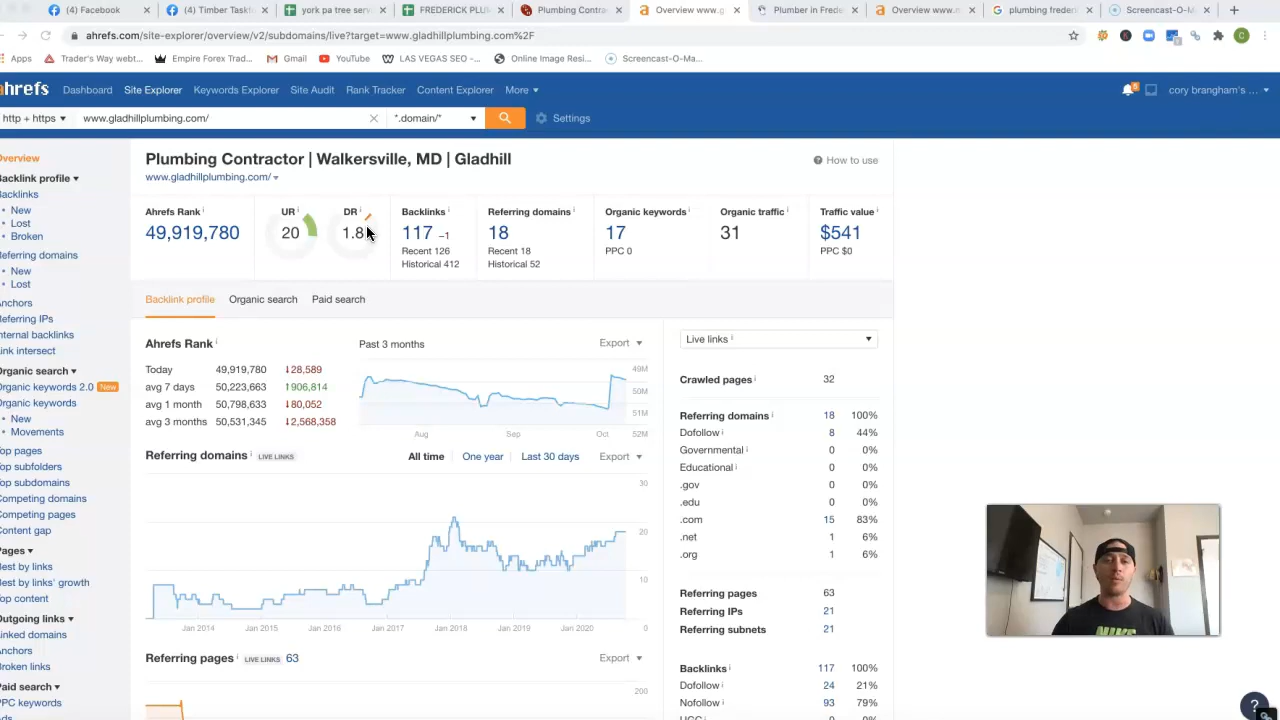 (4) Facebook
(4) Timber Taskf
york pa tree serv
FREDERICK PLUM
Plumbing Contra
Overview www.g
Plumber in Frede
Overview www.m
plumbing frederi
Screencast-O-M
ahrefs.com/site-explorer/overview/v2/subdomains/live?target=www.gladhillplumbing.com%2F
C
Apps
Trader's Way webt...
Empire Forex Trad...
Gmail
YouTube
LAS VEGAS SEO -...
Online Image Resi...
Screencast-O-Ma...
ahrefs
Dashboard
Site Explorer
Keywords Explorer
Site Audit
Rank Tracker
Content Explorer
More
cory brangham's ...
http + https
www.gladhillplumbing.com/
*.domain/*
Settings
Overview
Backlink profile
Backlinks
New
Lost
Broken
Referring domains
New
Lost
Anchors
Referring IPs
Internal backlinks
Link intersect
Organic search
Organic keywords 2.0 New
Organic keywords
New
Movements
Top pages
Top subfolders
Top subdomains
Competing domains
Competing pages
Content gap
Pages
Best by links
Best by links' growth
Top content
Outgoing links
Linked domains
Anchors
Broken links
Paid search
PPC keywords
Ads
Plumbing Contractor | Walkersville, MD | Gladhill
How to use
www.gladhillplumbing.com/
Ahrefs Rank
49,919,780
UR
20
DR
1.8
Backlinks
117 –1
Recent 126
Historical 412
Referring domains
18
Recent 18
Historical 52
Organic keywords
17
PPC 0
Organic traffic
31
Traffic value
$541
PPC $0
Backlink profile
Organic search
Paid search
Ahrefs Rank
Past 3 months
Export
Today 49,919,780 ↓28,589
avg 7 days 50,223,663 ↑906,814
avg 1 month 50,798,633 ↓80,052
avg 3 months 50,531,345 ↓2,568,358
49M
50M
51M
52M
Aug
Sep
Oct
Referring domains LIVE LINKS
All time
One year
Last 30 days
Export
30
20
10
0
Jan 2014
Jan 2015
Jan 2016
Jan 2017
Jan 2018
Jan 2019
Jan 2020
Referring pages LIVE LINKS 63
Export
200
Live links
Crawled pages 32
Referring domains 18 100%
Dofollow 8 44%
Governmental 0 0%
Educational 0 0%
.gov 0 0%
.edu 0 0%
.com 15 83%
.net 1 6%
.org 1 6%
Referring pages 63
Referring IPs 21
Referring subnets 21
Backlinks 117 100%
Dofollow 24 21%
Nofollow 93 79%
UGC 0 0%
NIKE
?